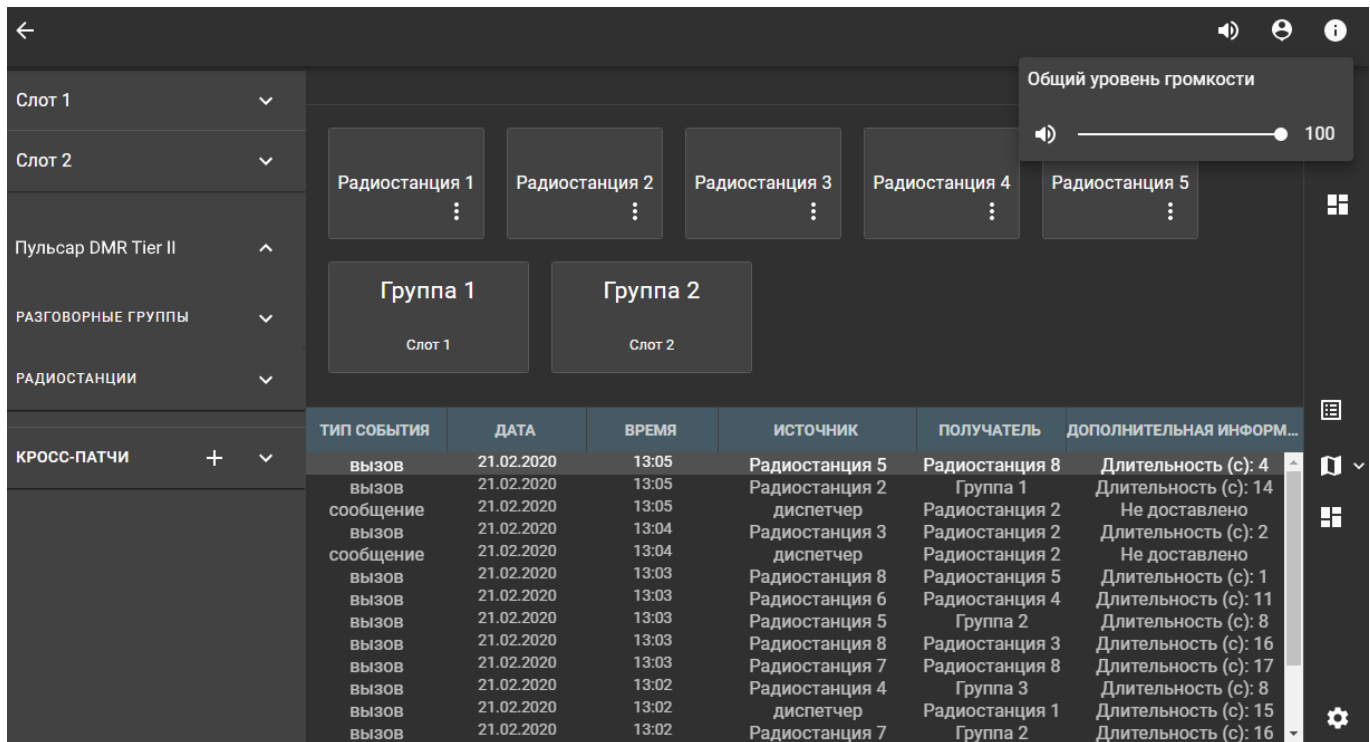 Общий уровень громкости
100
Слот 1
Слот 2
Пульсар DMR Tier II
РАЗГОВОРНЫЕ ГРУППЫ
РАДИОСТАНЦИИ
КРОСС-ПАТЧИ
Радиостанция 1 Радиостанция 2 Радиостанция 3 Радиостанция 4 Радиостанция 5
Группа 1 Группа 2
Слот 1 Слот 2
ТИП СОБЫТИЯ ДАТА ВРЕМЯ ИСТОЧНИК ПОЛУЧАТЕЛЬ ДОПОЛНИТЕЛЬНАЯ ИНФОРМ...
вызов 21.02.2020 13:05 Радиостанция 5 Радиостанция 8 Длительность (с): 4
вызов 21.02.2020 13:05 Радиостанция 2 Группа 1 Длительность (с): 14
сообщение 21.02.2020 13:05 диспетчер Радиостанция 2 Не доставлено
вызов 21.02.2020 13:04 Радиостанция 3 Радиостанция 2 Длительность (с): 2
сообщение 21.02.2020 13:04 диспетчер Радиостанция 2 Не доставлено
вызов 21.02.2020 13:03 Радиостанция 8 Радиостанция 5 Длительность (с): 1
вызов 21.02.2020 13:03 Радиостанция 6 Радиостанция 4 Длительность (с): 11
вызов 21.02.2020 13:03 Радиостанция 5 Группа 2 Длительность (с): 8
вызов 21.02.2020 13:03 Радиостанция 8 Радиостанция 3 Длительность (с): 16
вызов 21.02.2020 13:03 Радиостанция 7 Радиостанция 8 Длительность (с): 17
вызов 21.02.2020 13:02 Радиостанция 4 Группа 3 Длительность (с): 8
вызов 21.02.2020 13:02 диспетчер Радиостанция 1 Длительность (с): 15
вызов 21.02.2020 13:02 Радиостанция 7 Группа 2 Длительность (с): 16